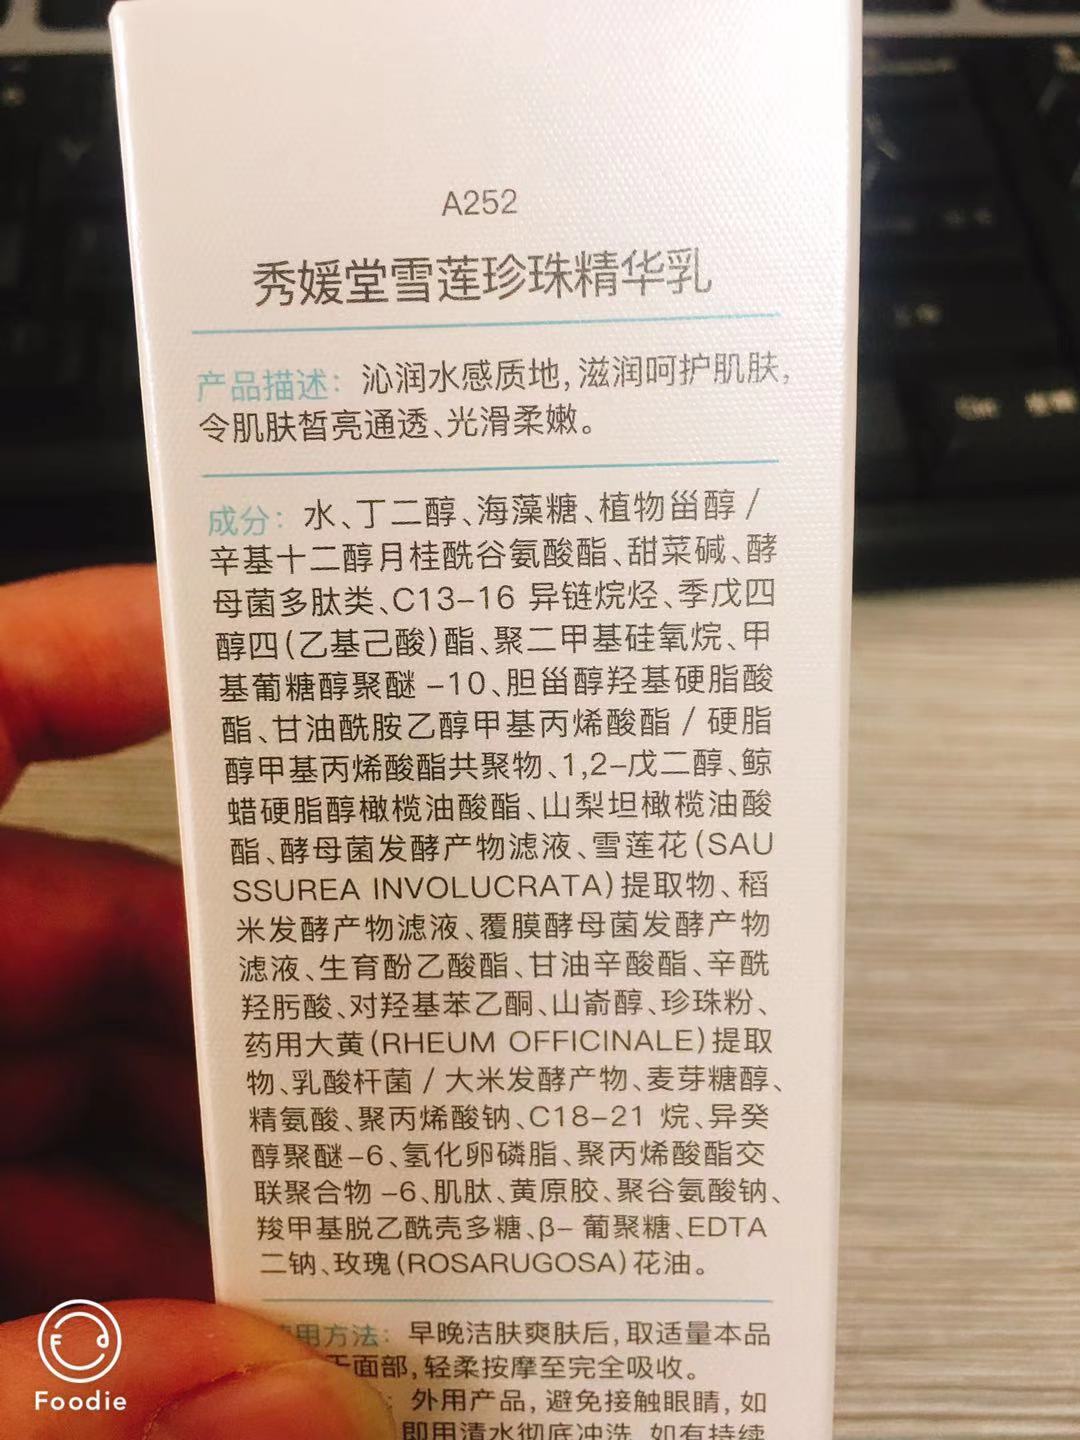 A252
秀媛堂雪莲珍珠精华乳
产品描述：沁润水感质地，滋润呵护肌肤，
令肌肤皙亮通透、光滑柔嫩。
成分：水、丁二醇、海藻糖、植物甾醇/
辛基十二醇月桂酰谷氨酸酯、甜菜碱、酵
母菌多肽类、C13-16 异链烷烃、季戊四
醇四(乙基己酸)酯、聚二甲基硅氧烷、甲
基葡糖醇聚醚-10、胆甾醇羟基硬脂酸
酯、甘油酰胺乙醇甲基丙烯酸酯/硬脂
醇甲基丙烯酸酯共聚物、1,2-戊二醇、鲸
蜡硬脂醇橄榄油酸酯、山梨坦橄榄油酸
酯、酵母菌发酵产物滤液、雪莲花(SAU
SSUREA INVOLUCRATA)提取物、稻
米发酵产物滤液、覆膜酵母菌发酵产物
滤液、生育酚乙酸酯、甘油辛酸酯、辛酰
羟肟酸、对羟基苯乙酮、山嵛醇、珍珠粉、
药用大黄(RHEUM OFFICINALE)提取
物、乳酸杆菌/大米发酵产物、麦芽糖醇、
精氨酸、聚丙烯酸钠、C18-21 烷、异癸
醇聚醚-6、氢化卵磷脂、聚丙烯酸酯交
联聚合物-6、肌肽、黄原胶、聚谷氨酸钠、
羧甲基脱乙酰壳多糖、β-葡聚糖、EDTA
二钠、玫瑰(ROSARUGOSA)花油。
用方法：早晚洁肤爽肤后，取适量本品
于面部，轻柔按摩至完全吸收。
：外用产品，避免接触眼睛，如
即用清水彻底冲洗，如有持续
Foodie